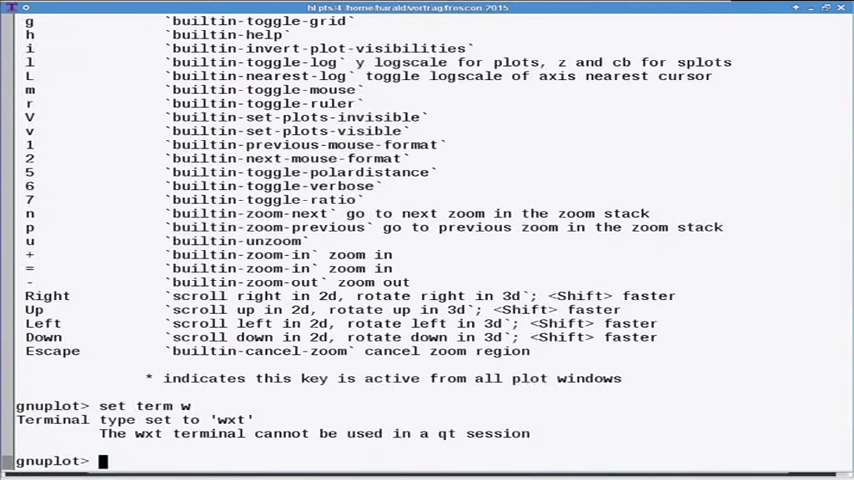 hl pts/4 /home/harald/vortrag/froscon-2015
g `builtin-toggle-grid`
h `builtin-help`
i `builtin-invert-plot-visibilities`
l `builtin-toggle-log` y logscale for plots, z and cb for splots
L `builtin-nearest-log` toggle logscale of axis nearest cursor
m `builtin-toggle-mouse`
r `builtin-toggle-ruler`
V `builtin-set-plots-invisible`
v `builtin-set-plots-visible`
1 `builtin-previous-mouse-format`
2 `builtin-next-mouse-format`
5 `builtin-toggle-polardistance`
6 `builtin-toggle-verbose`
7 `builtin-toggle-ratio`
n `builtin-zoom-next` go to next zoom in the zoom stack
p `builtin-zoom-previous` go to previous zoom in the zoom stack
u `builtin-unzoom`
+ `builtin-zoom-in` zoom in
= `builtin-zoom-in` zoom in
- `builtin-zoom-out` zoom out
Right `scroll right in 2d, rotate right in 3d`; <Shift> faster
Up `scroll up in 2d, rotate up in 3d`; <Shift> faster
Left `scroll left in 2d, rotate left in 3d`; <Shift> faster
Down `scroll down in 2d, rotate down in 3d`; <Shift> faster
Escape `builtin-cancel-zoom` cancel zoom region
* indicates this key is active from all plot windows
gnuplot> set term w
Terminal type set to 'wxt'
The wxt terminal cannot be used in a qt session
gnuplot>